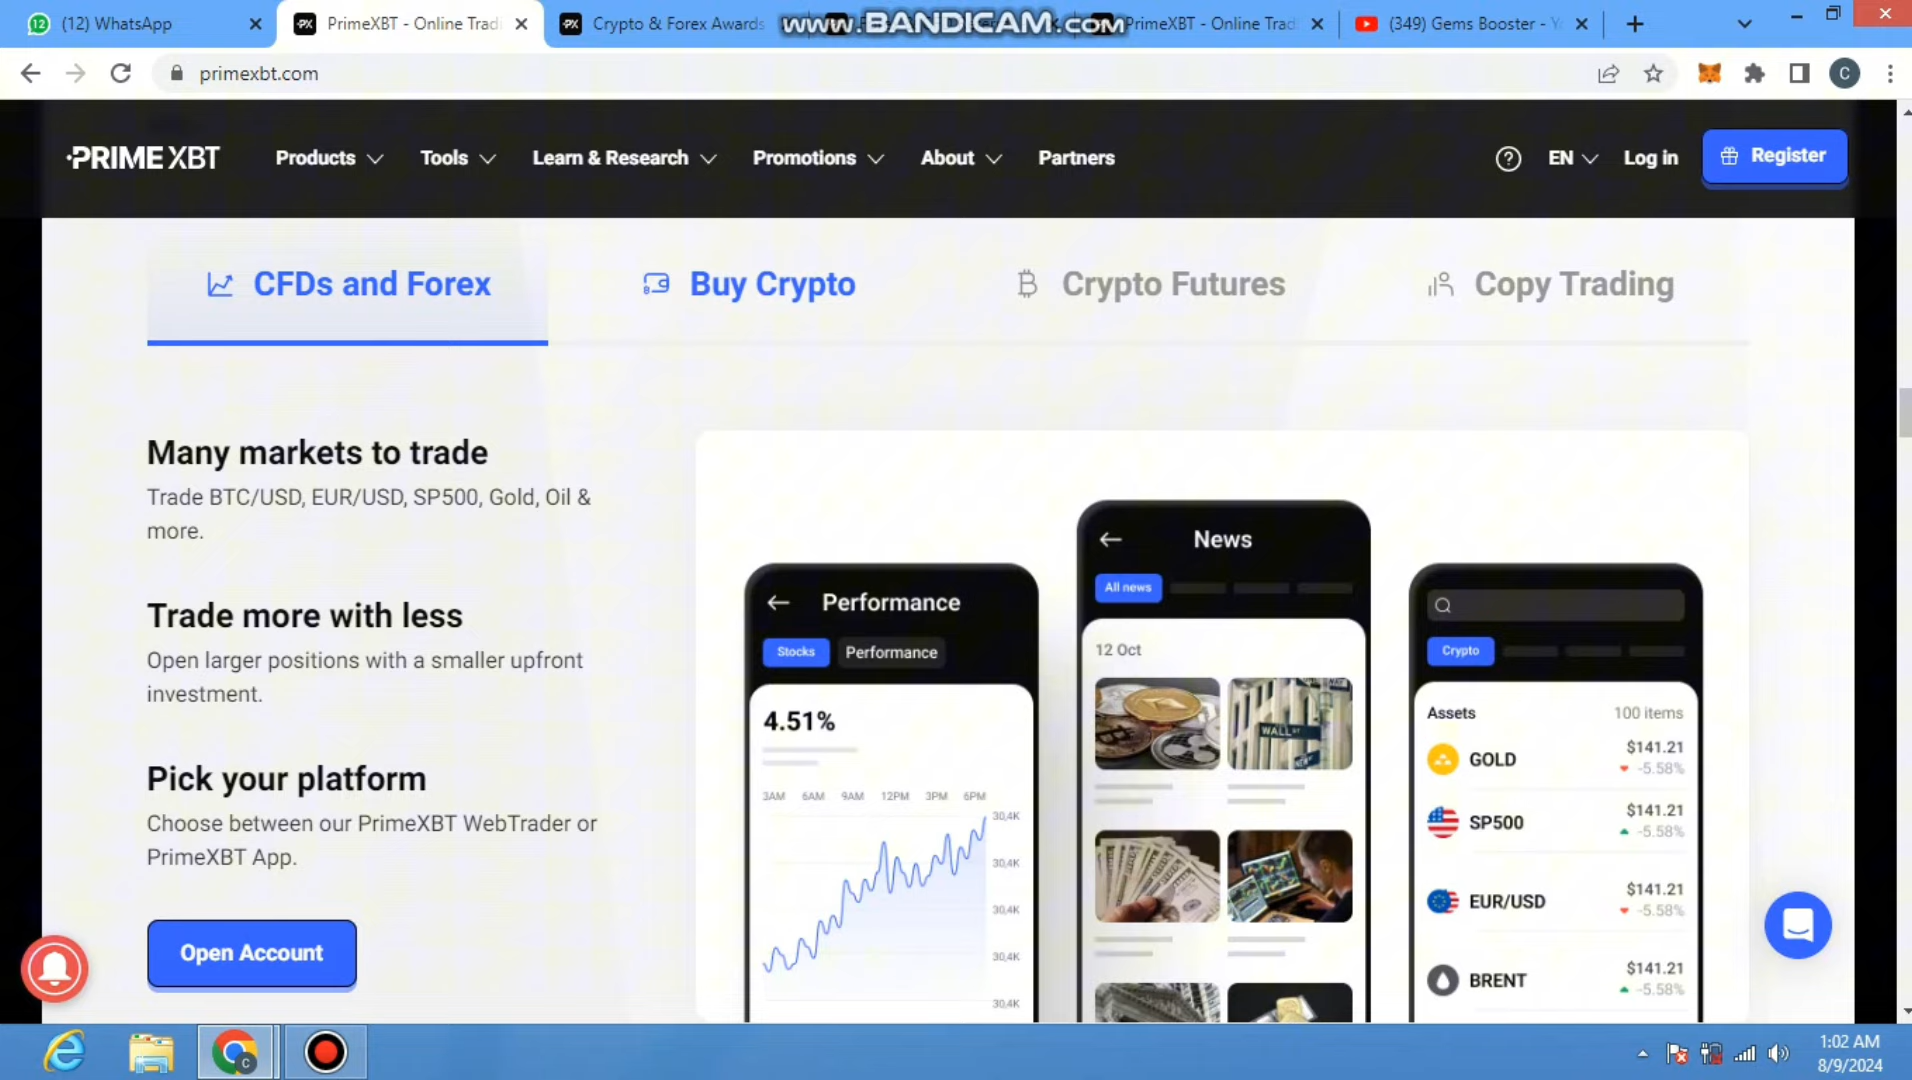 (12) WhatsApp
PrimeXBT - Online Tradi
Crypto & Forex Awards
www.BANDICAM.com
PrimeXBT - Online Trad
(349) Gems Booster - Y
primexbt.com
C
PRIME XBT
Products
Tools
Learn & Research
Promotions
About
Partners
EN
Log in
Register
CFDs and Forex
Buy Crypto
Crypto Futures
Copy Trading
Many markets to trade
Trade BTC/USD, EUR/USD, SP500, Gold, Oil &
more.
Trade more with less
Open larger positions with a smaller upfront
investment.
Pick your platform
Choose between our PrimeXBT WebTrader or
PrimeXBT App.
Open Account
Performance
Stocks
Performance
4.51%
3AM 6AM 9AM 12PM 3PM 6PM
30,4K
30,4K
30,4K
30,4K
30,4K
News
All news
12 Oct
WALL ST
Crypto
Assets 100 items
GOLD $141.21
-5.58%
SP500 $141.21
-5.58%
EUR/USD $141.21
-5.58%
BRENT $141.21
-5.58%
1:02 AM
8/9/2024